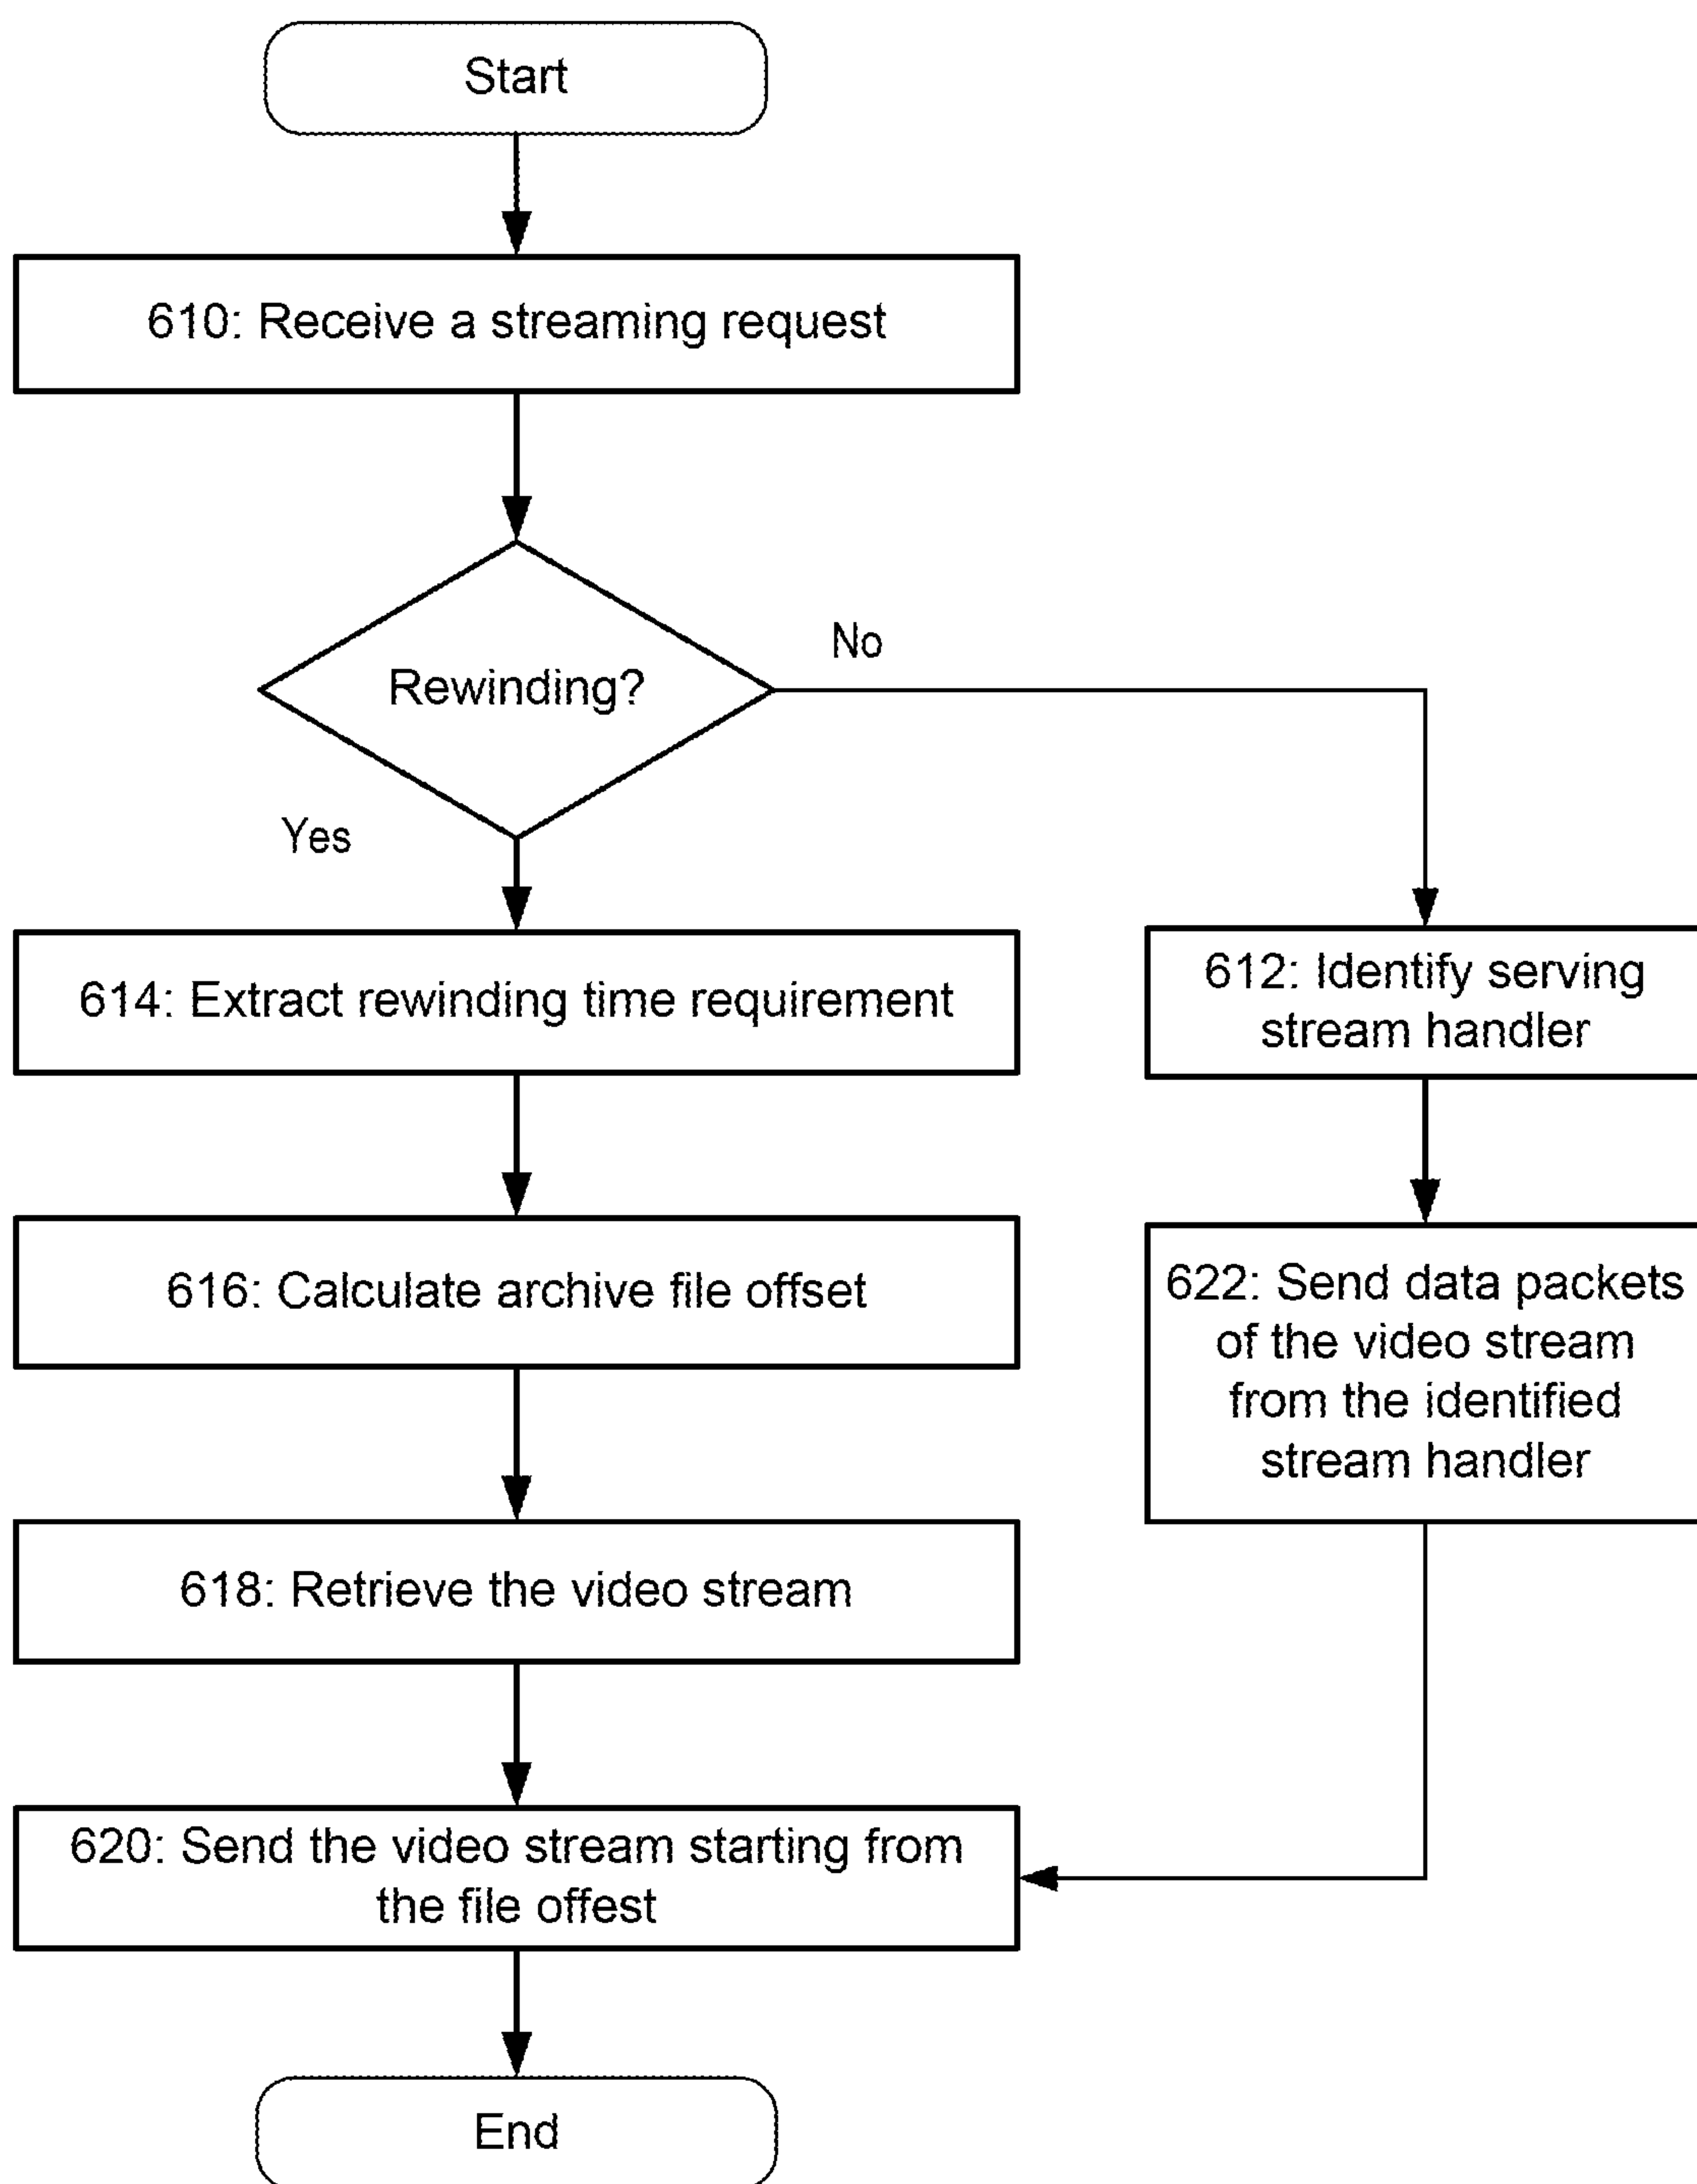 Start
610: Receive a streaming request
Rewinding?
No
Yes
614: Extract rewinding time requirement
612: Identify serving
stream handler
616: Calculate archive file offset
622: Send data packets
of the video stream
from the identified
stream handler
618: Retrieve the video stream
620: Send the video stream starting from
the file offest
End